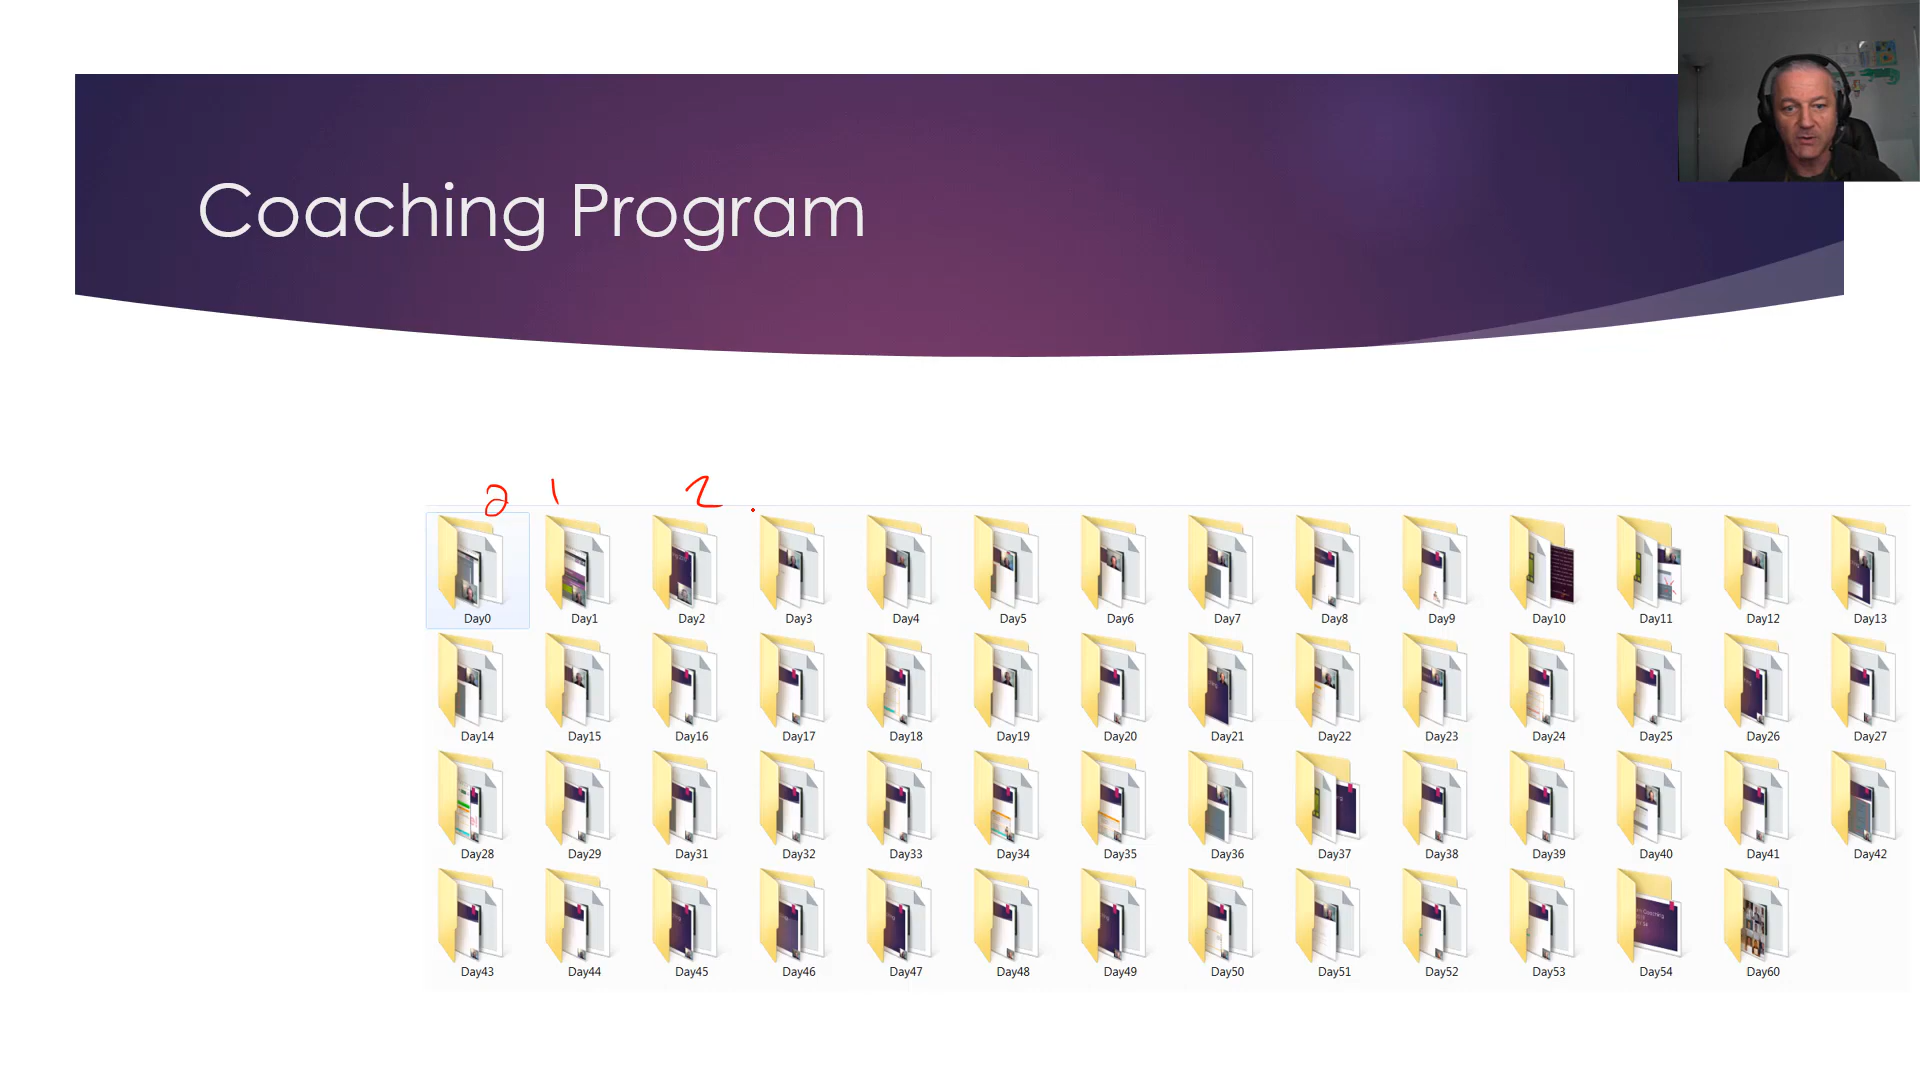 Coaching Program
0 1 2 .
Day0 Day1 Day2 Day3 Day4 Day5 Day6 Day7 Day8 Day9 Day10 Day11 Day12 Day13
Day14 Day15 Day16 Day17 Day18 Day19 Day20 Day21 Day22 Day23 Day24 Day25 Day26 Day27
Day28 Day29 Day31 Day32 Day33 Day34 Day35 Day36 Day37 Day38 Day39 Day40 Day41 Day42
Day43 Day44 Day45 Day46 Day47 Day48 Day49 Day50 Day51 Day52 Day53 Day54 Day60